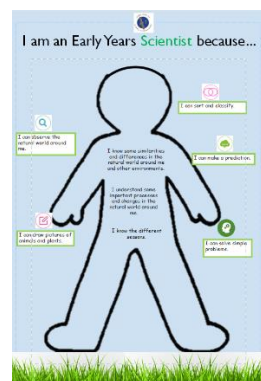 I am an Early Years Scientist because...
I can sort and classify.
I can observe the
natural world around
me.
I know some similarities
and differences in the
natural world around me
and other environments.
I can make a prediction.
I understand some
important processes
and changes in the
natural world around
me.
I can draw pictures of
animals and plants.
I know the different
seasons.
I can solve simple
problems.